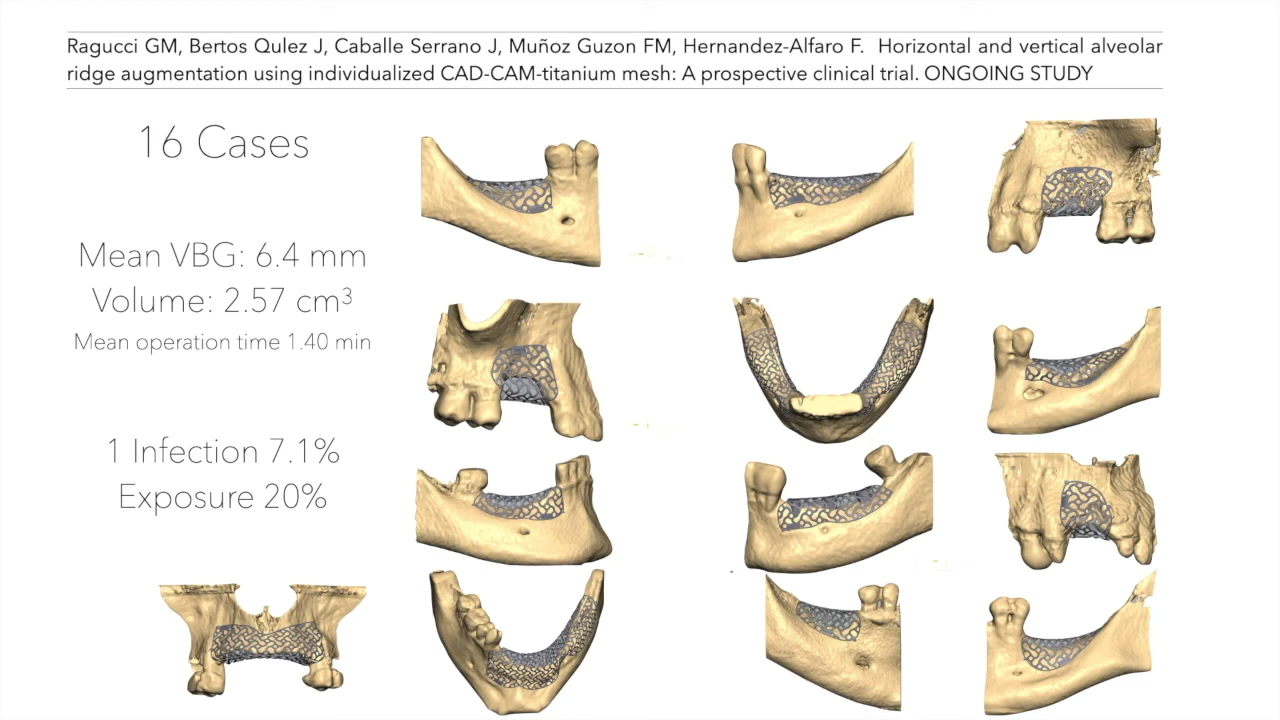 Ragucci GM, Bertos Qulez J, Caballe Serrano J, Muñoz Guzon FM, Hernandez-Alfaro F. Horizontal and vertical alveolar
ridge augmentation using individualized CAD-CAM-titanium mesh: A prospective clinical trial. ONGOING STUDY
16 Cases
Mean VBG: 6.4 mm
Volume: 2.57 cm³
Mean operation time 1.40 min
1 Infection 7.1%
Exposure 20%